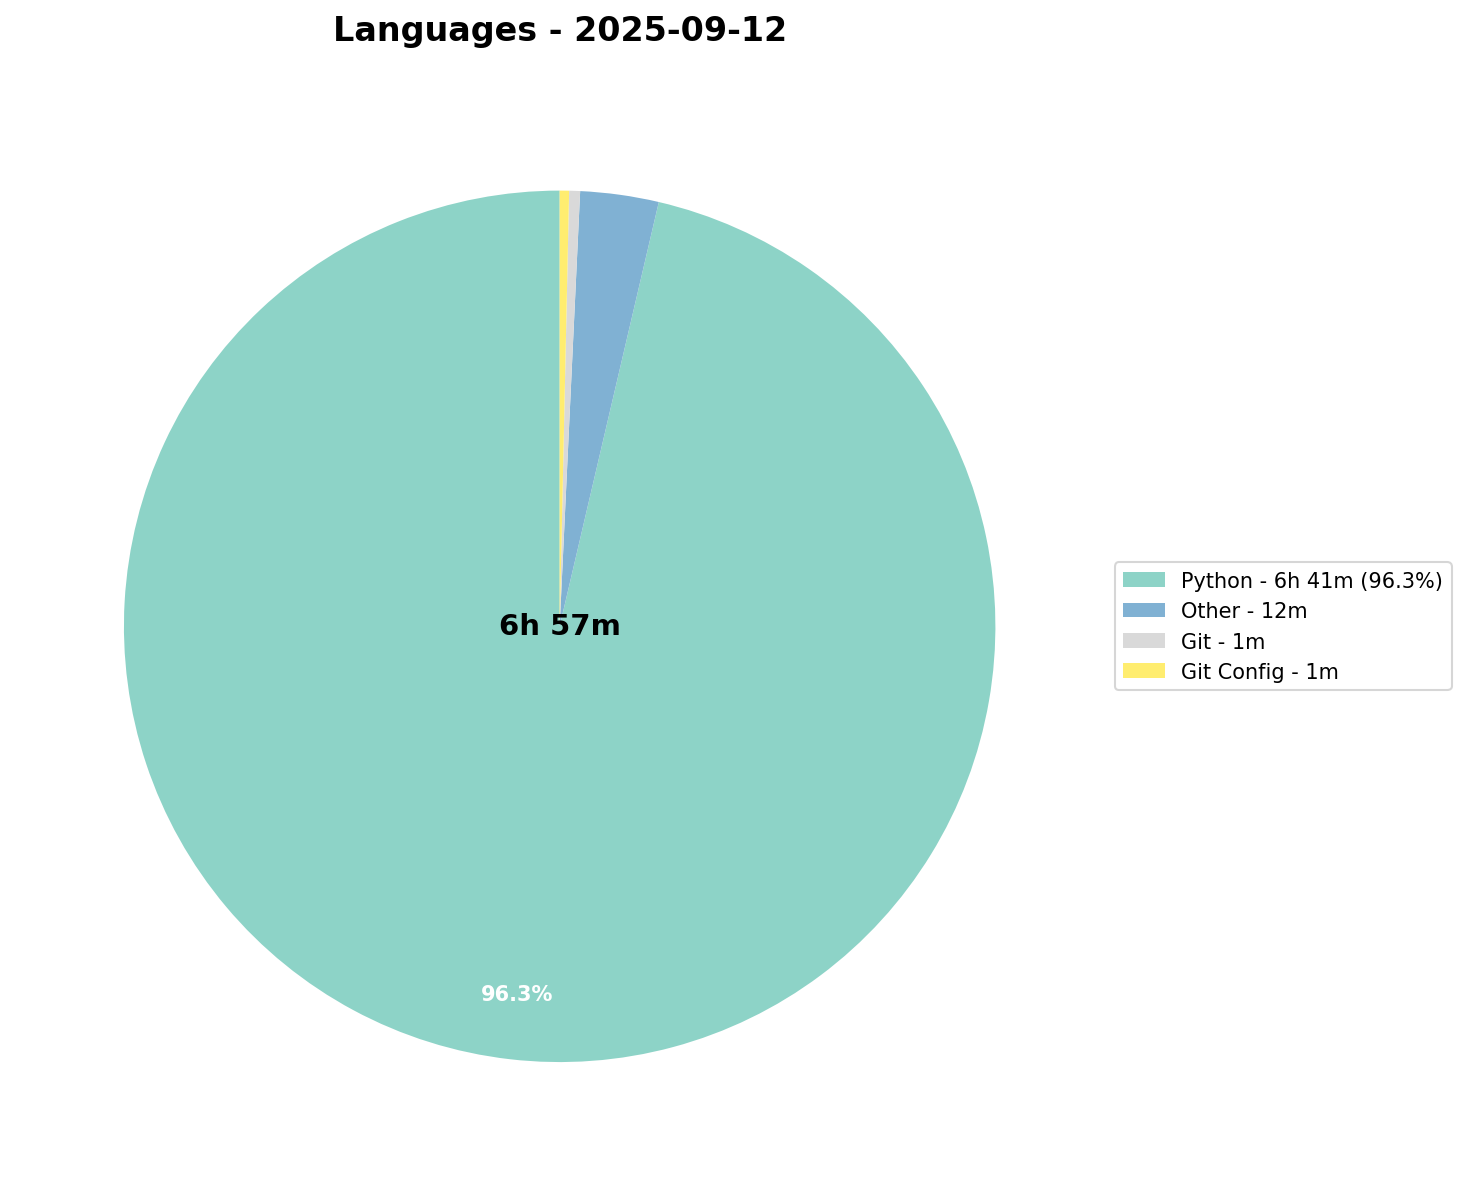 Languages - 2025-09-12
6h 57m
96.3%
Python - 6h 41m (96.3%)
Other - 12m
Git - 1m
Git Config - 1m